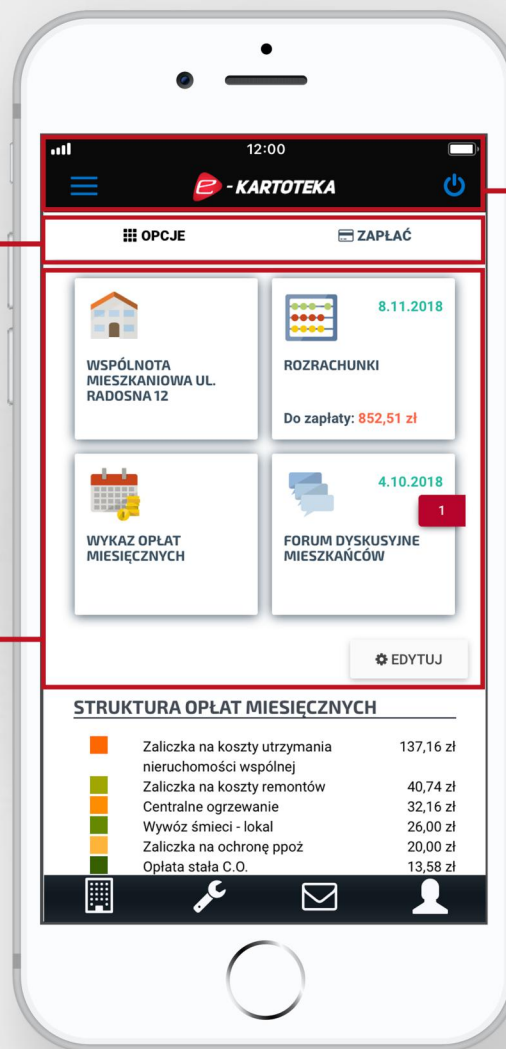 12:00
e - KARTOTEKA
OPCJE
ZAPŁAĆ
WSPÓLNOTA
MIESZKANIOWA UL.
RADOSNA 12
8.11.2018
ROZRACHUNKI
Do zapłaty: 852,51 zł
WYKAZ OPŁAT
MIESIĘCZNYCH
4.10.2018
1
FORUM DYSKUSYJNE
MIESZKAŃCÓW
EDYTUJ
STRUKTURA OPŁAT MIESIĘCZNYCH
Zaliczka na koszty utrzymania 137,16 zł
nieruchomości wspólnej
Zaliczka na koszty remontów 40,74 zł
Centralne ogrzewanie 32,16 zł
Wywóz śmieci - lokal 26,00 zł
Zaliczka na ochronę ppoż 20,00 zł
Opłata stała C.O. 13,58 zł